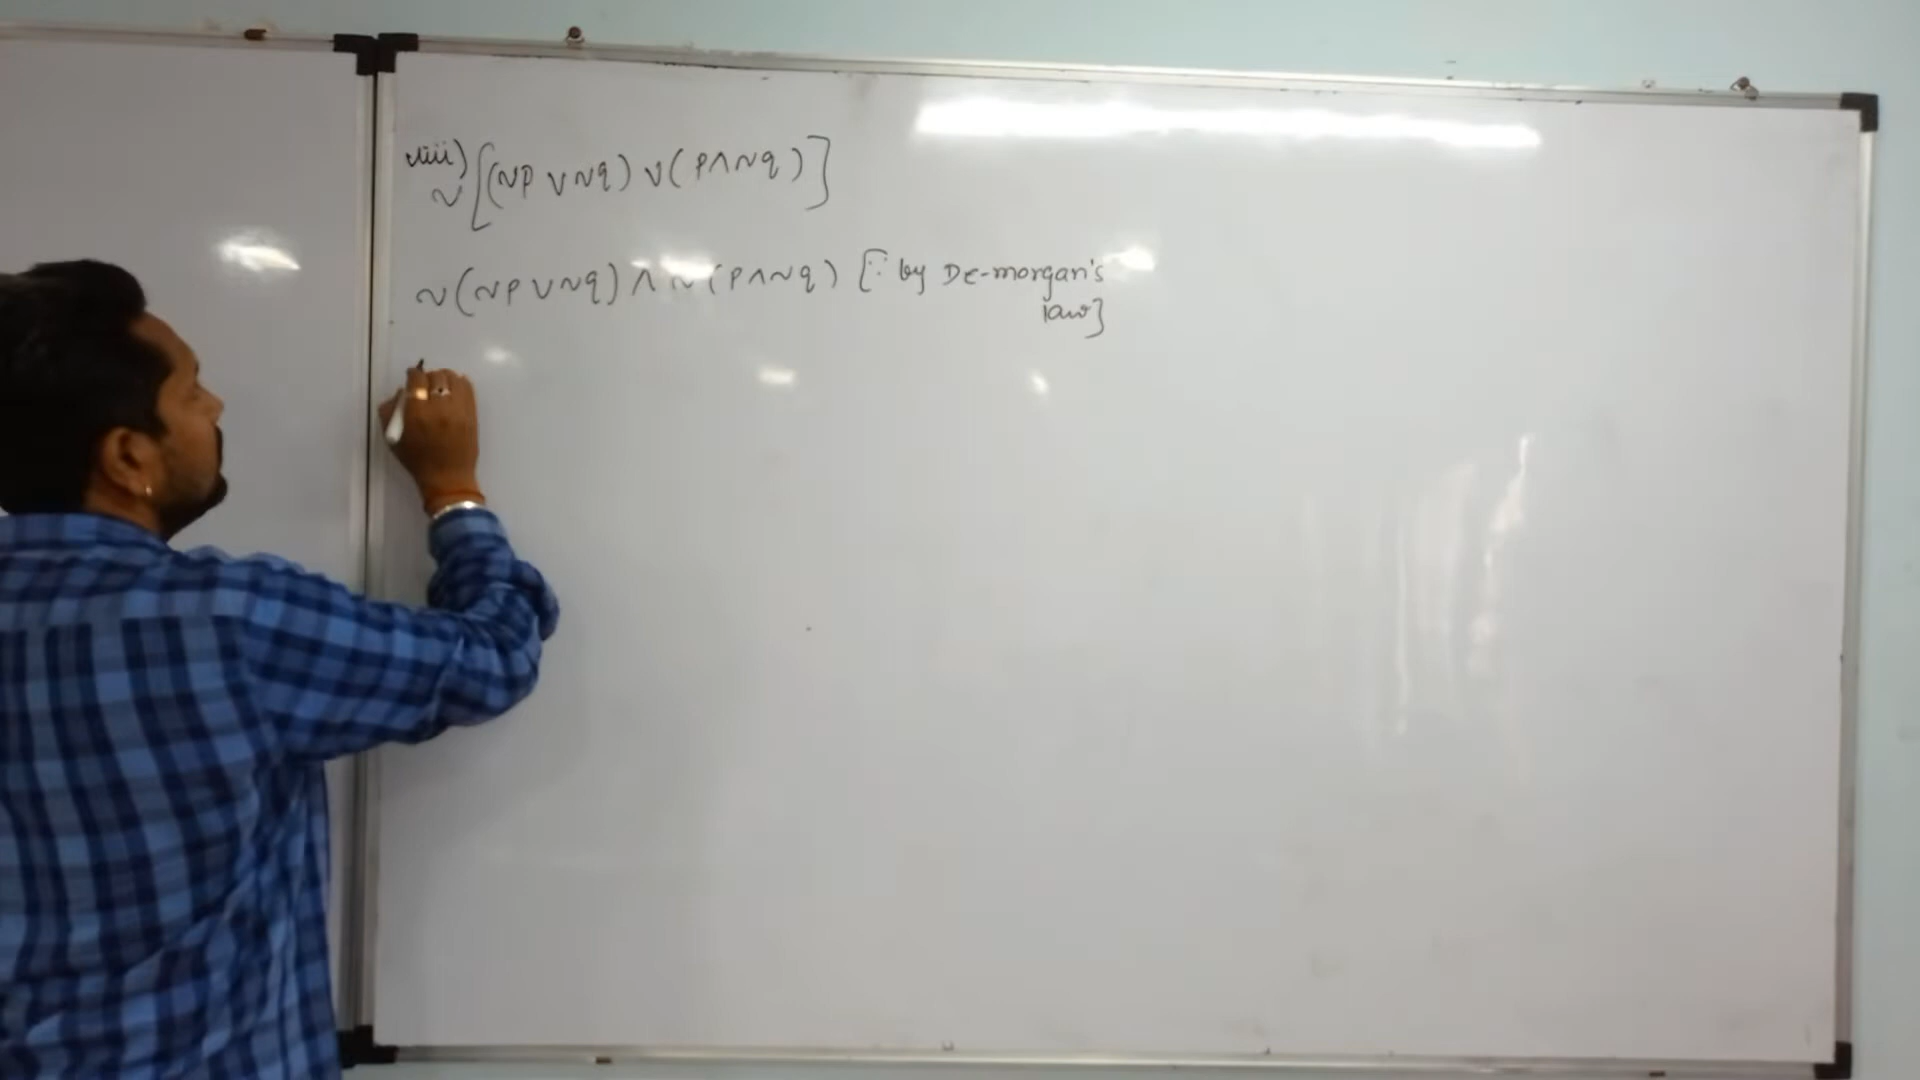 viii)
~[(~p∨~q)∨(p∧~q)]
~(~p∨~q)∧~(p∧~q) [∵ by De-morgan's
law]